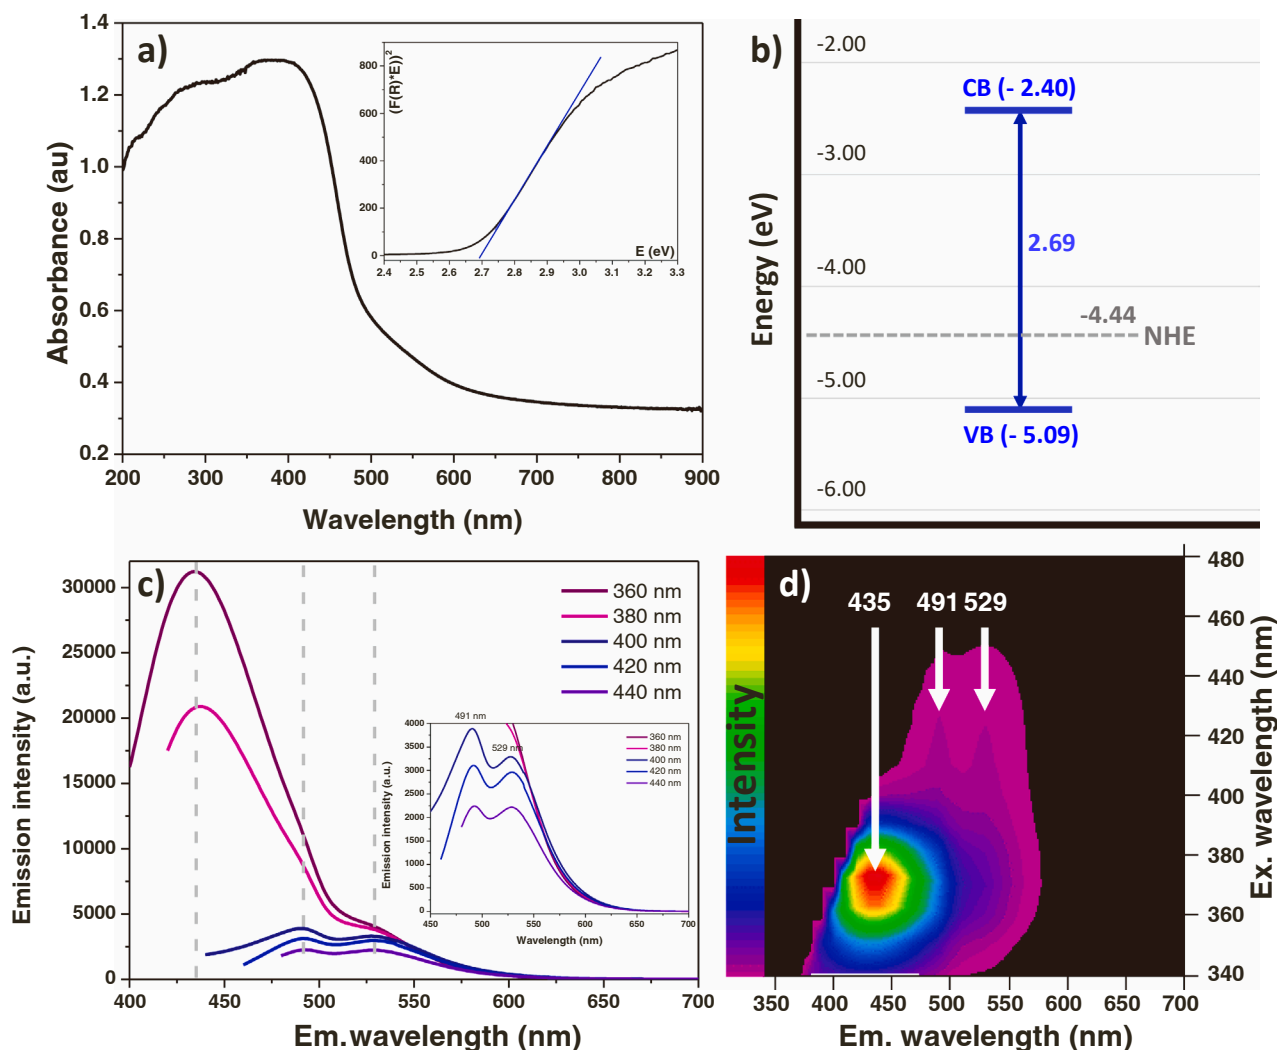 a)
1.4
1.2
1.0
0.8
0.6
0.4
0.2
Absorbance (au)
200 300 400 500 600 700 800 900
Wavelength (nm)
(F(R)*E))²
800
600
400
200
0
E (eV)
2.4 2.5 2.6 2.7 2.8 2.9 3.0 3.1 3.2 3.3
b)
Energy (eV)
-2.00
CB (- 2.40)
-3.00
2.69
-4.00
-4.44
NHE
-5.00
VB (- 5.09)
-6.00
c)
30000
25000
20000
15000
10000
5000
0
Emission intensity (a.u.)
400 450 500 550 600 650 700
Em.wavelength (nm)
360 nm
380 nm
400 nm
420 nm
440 nm
491 nm
529 nm
4000
3500
3000
2500
2000
1500
1000
500
0
Emission intensity (a.u.)
360 nm
380 nm
400 nm
420 nm
440 nm
450 500 550 600 650 700
Wavelength (nm)
d)
Intensity
435 491 529
480
460
440
420
400
380
360
340
Ex. wavelength (nm)
350 400 450 500 550 600 700
Em. wavelength (nm)